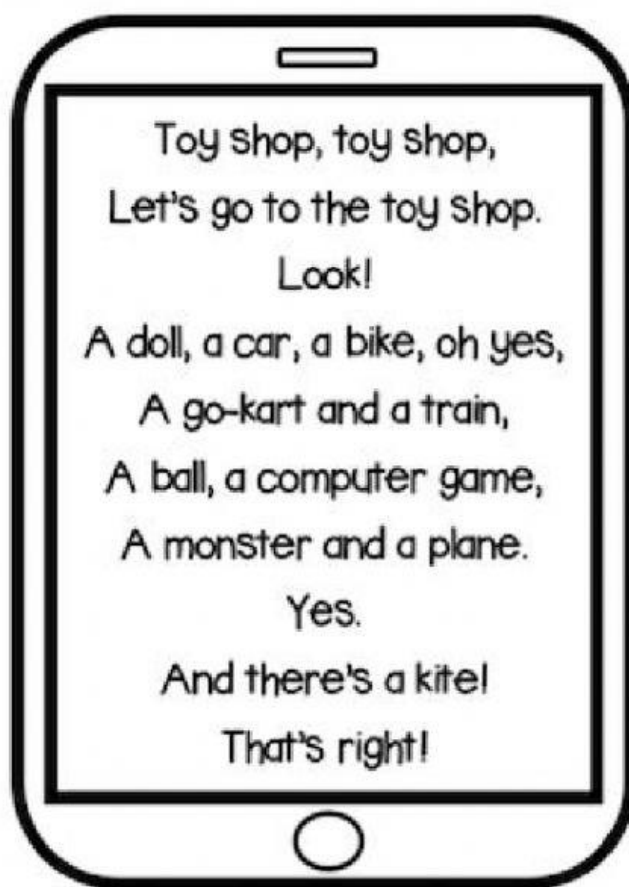 Toy shop, toy shop,
Let's go to the toy shop.
Look!
A doll, a car, a bike, oh yes,
A go-kart and a train,
A ball, a computer game,
A monster and a plane.
Yes.
And there's a kite!
That's right!